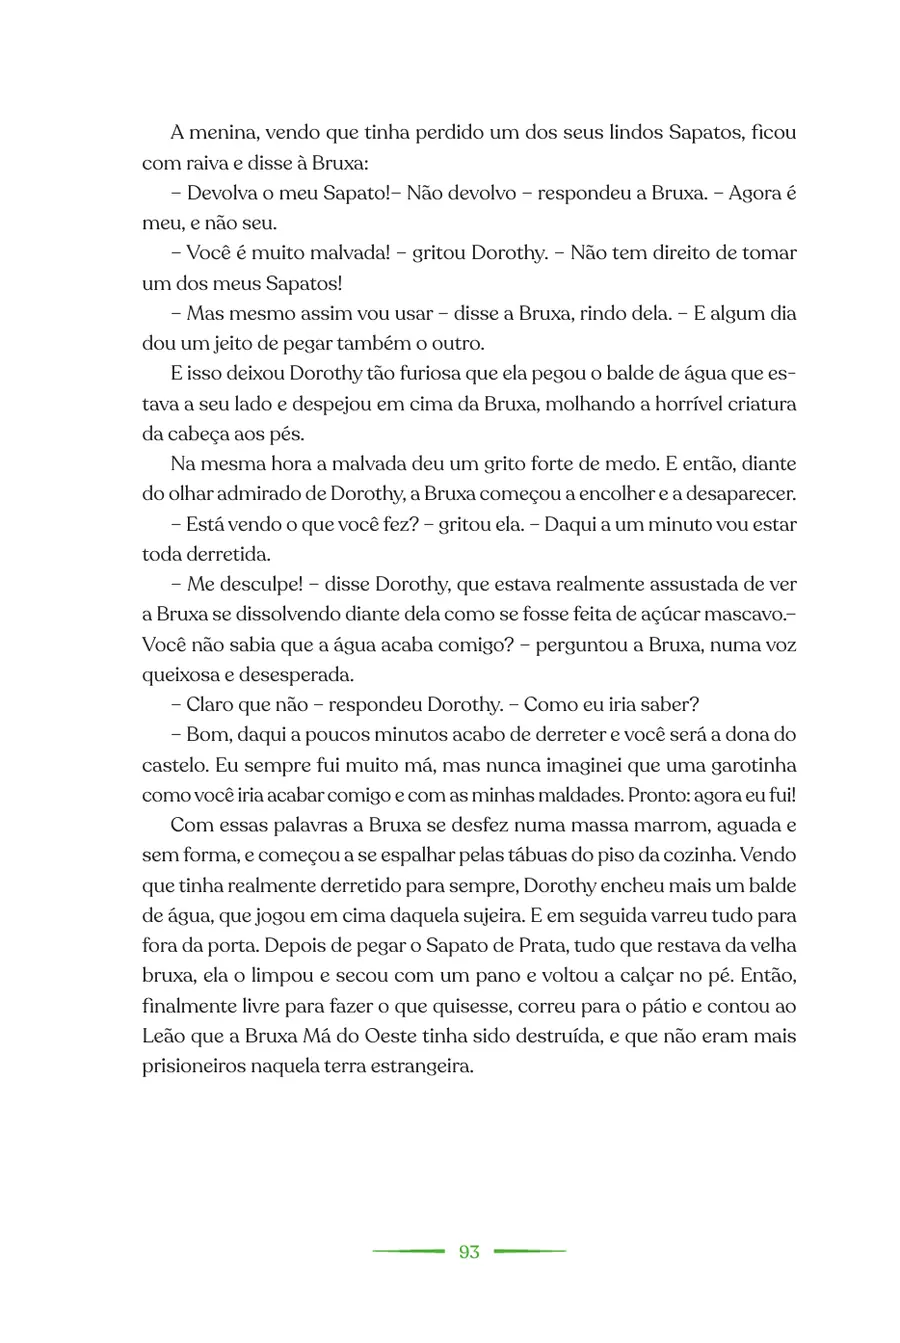 A menina, vendo que tinha perdido um dos seus lindos Sapatos, ficou
com raiva e disse à Bruxa:
– Devolva o meu Sapato!– Não devolvo – respondeu a Bruxa. – Agora é
meu, e não seu.
– Você é muito malvada! – gritou Dorothy. – Não tem direito de tomar
um dos meus Sapatos!
– Mas mesmo assim vou usar – disse a Bruxa, rindo dela. – E algum dia
dou um jeito de pegar também o outro.
E isso deixou Dorothy tão furiosa que ela pegou o balde de água que es-
tava a seu lado e despejou em cima da Bruxa, molhando a horrível criatura
da cabeça aos pés.
Na mesma hora a malvada deu um grito forte de medo. E então, diante
do olhar admirado de Dorothy, a Bruxa começou a encolher e a desaparecer.
– Está vendo o que você fez? – gritou ela. – Daqui a um minuto vou estar
toda derretida.
– Me desculpe! – disse Dorothy, que estava realmente assustada de ver
a Bruxa se dissolvendo diante dela como se fosse feita de açúcar mascavo.–
Você não sabia que a água acaba comigo? – perguntou a Bruxa, numa voz
queixosa e desesperada.
– Claro que não – respondeu Dorothy. – Como eu iria saber?
– Bom, daqui a poucos minutos acabo de derreter e você será a dona do
castelo. Eu sempre fui muito má, mas nunca imaginei que uma garotinha
como você iria acabar comigo e com as minhas maldades. Pronto: agora eu fui!
Com essas palavras a Bruxa se desfez numa massa marrom, aguada e
sem forma, e começou a se espalhar pelas tábuas do piso da cozinha. Vendo
que tinha realmente derretido para sempre, Dorothy encheu mais um balde
de água, que jogou em cima daquela sujeira. E em seguida varreu tudo para
fora da porta. Depois de pegar o Sapato de Prata, tudo que restava da velha
bruxa, ela o limpou e secou com um pano e voltou a calçar no pé. Então,
finalmente livre para fazer o que quisesse, correu para o pátio e contou ao
Leão que a Bruxa Má do Oeste tinha sido destruída, e que não eram mais
prisioneiros naquela terra estrangeira.
93